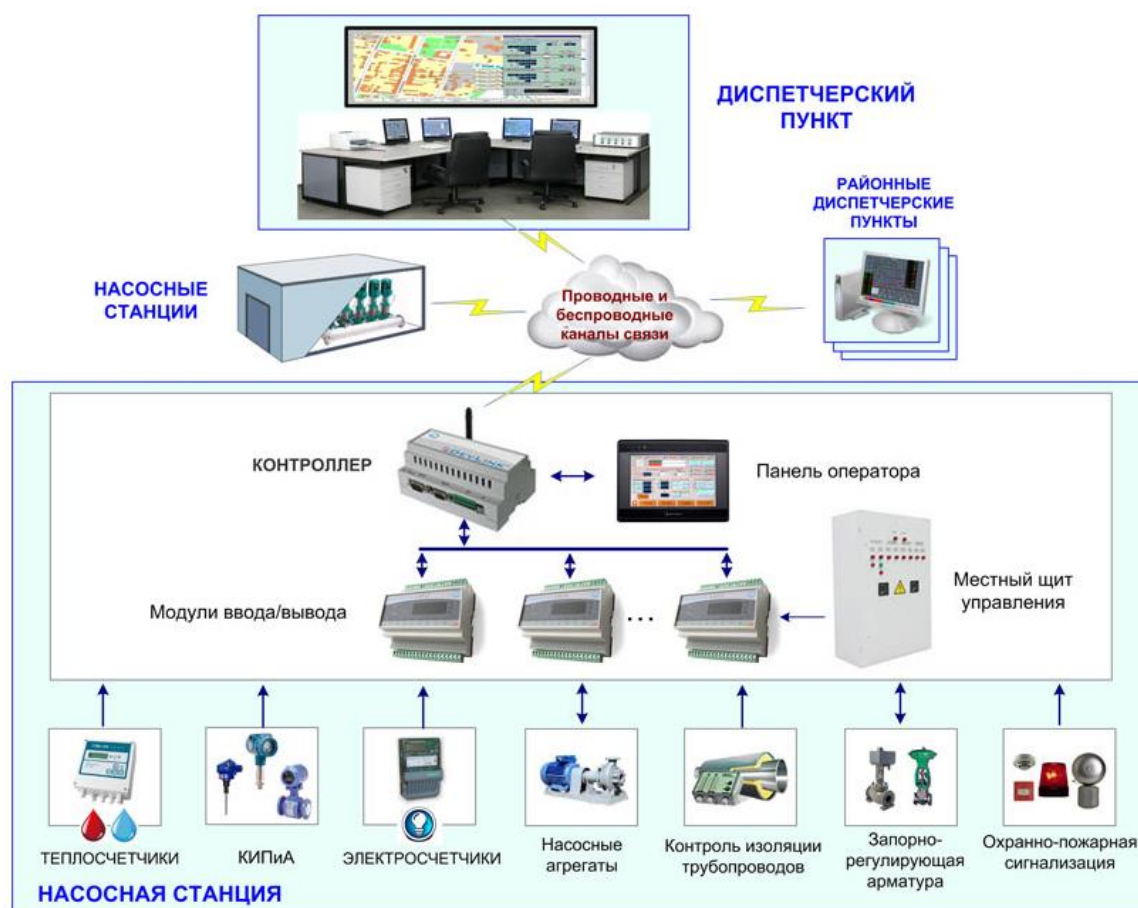 ДИСПЕТЧЕРСКИЙ
ПУНКТ
РАЙОННЫЕ
ДИСПЕТЧЕРСКИЕ
ПУНКТЫ
НАСОСНЫЕ
СТАНЦИИ
Проводные и
беспроводные
каналы связи
КОНТРОЛЛЕР
DEVLINK
Панель оператора
Модули ввода/вывода
...
Местный щит
управления
ТЕПЛОСЧЕТЧИКИ
КИПиА
ЭЛЕКТРОСЧЕТЧИКИ
Насосные
агрегаты
Контроль изоляции
трубопроводов
Запорно-
регулирующая
арматура
Охранно-пожарная
сигнализация
НАСОСНАЯ СТАНЦИЯ